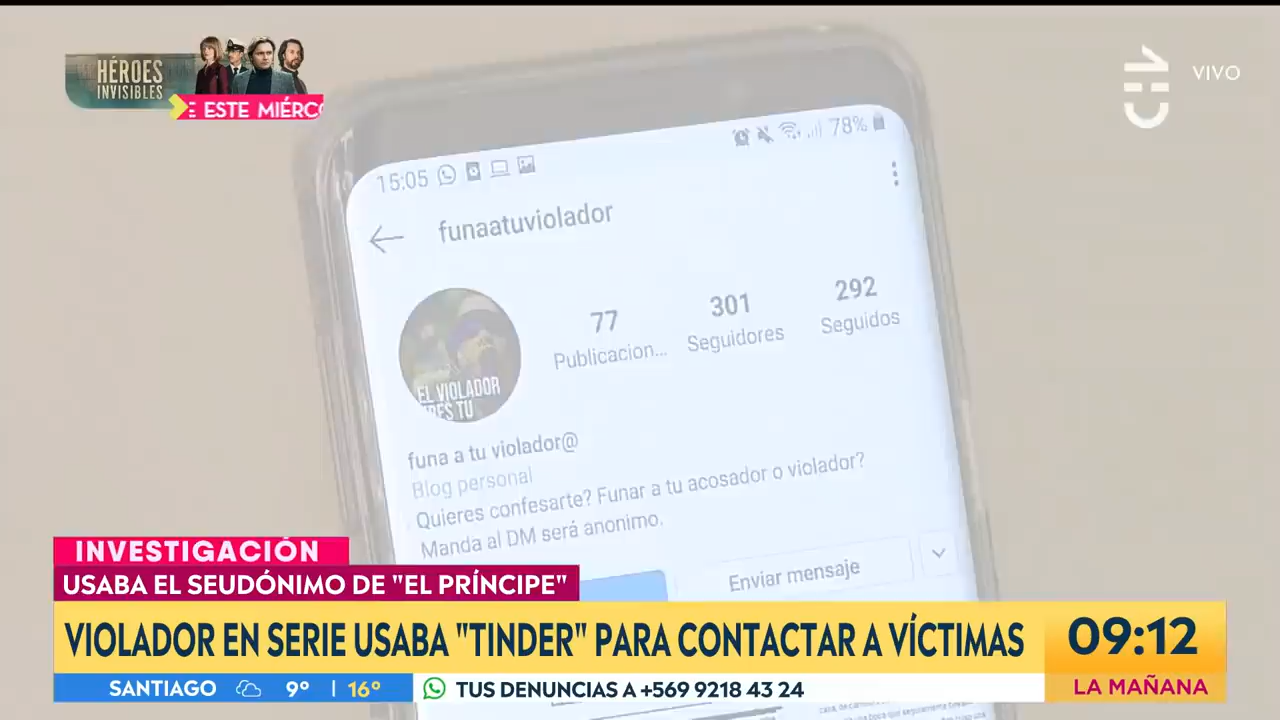 HÉROES
INVISIBLES
E ESTE MIÉRCO
CHV
VIVO
15:05
78%
funaatuviolador
77
Publicacion...
301
Seguidores
292
Seguidos
EL VIOLADOR
ERES TU
funa a tu violador@
Blog personal
Quieres confesarte? Funar a tu acosador o violador?
Manda al DM será anonimo.
Enviar mensaje
INVESTIGACIÓN
USABA EL SEUDÓNIMO DE "EL PRÍNCIPE"
VIOLADOR EN SERIE USABA "TINDER" PARA CONTACTAR A VÍCTIMAS
09:12
LA MAÑANA
SANTIAGO 9° | 16°
TUS DENUNCIAS A +569 9218 43 24